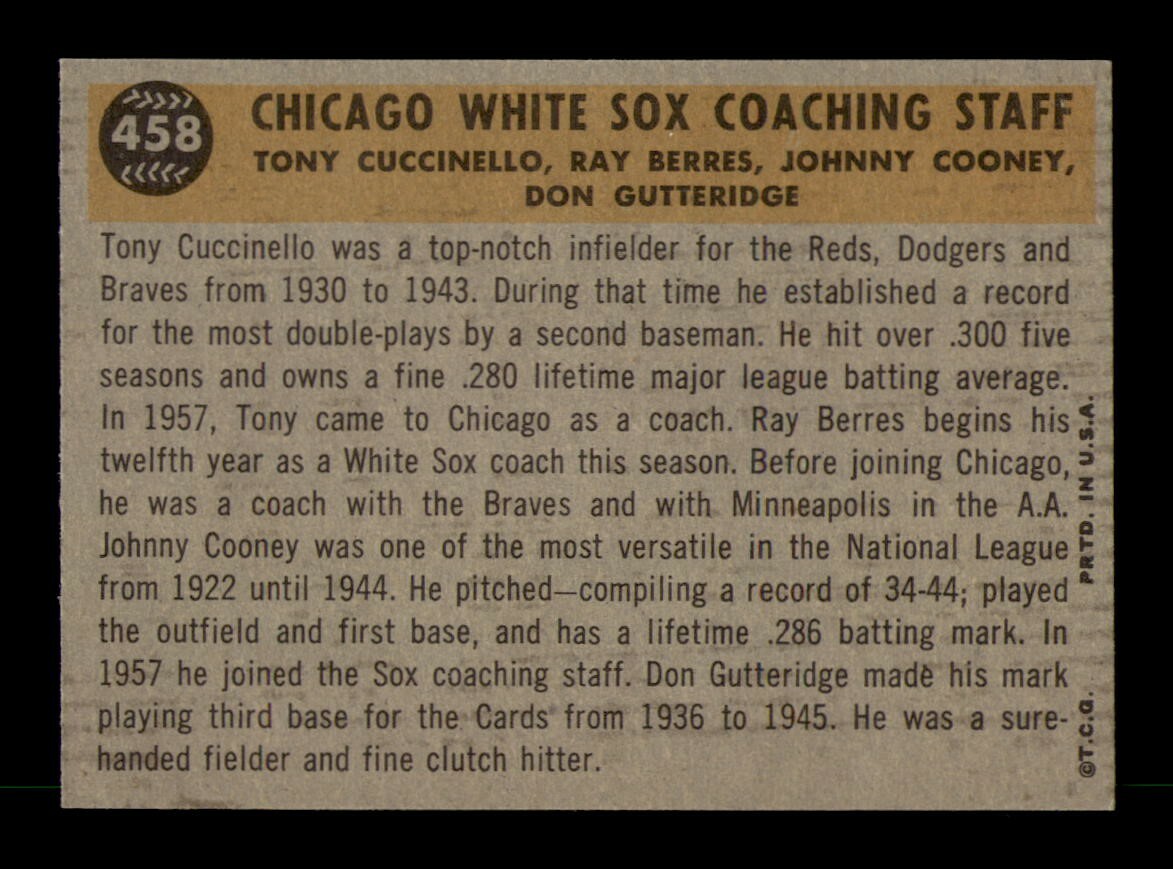 458
CHICAGO WHITE SOX COACHING STAFF
TONY CUCCINELLO, RAY BERRES, JOHNNY COONEY,
DON GUTTERIDGE
Tony Cuccinello was a top-notch infielder for the Reds, Dodgers and
Braves from 1930 to 1943. During that time he established a record
for the most double-plays by a second baseman. He hit over .300 five
seasons and owns a fine .280 lifetime major league batting average.
In 1957, Tony came to Chicago as a coach. Ray Berres begins his
twelfth year as a White Sox coach this season. Before joining Chicago,
he was a coach with the Braves and with Minneapolis in the A.A.
Johnny Cooney was one of the most versatile in the National League
from 1922 until 1944. He pitched—compiling a record of 34-44; played
the outfield and first base, and has a lifetime .286 batting mark. In
1957 he joined the Sox coaching staff. Don Gutteridge made his mark
playing third base for the Cards from 1936 to 1945. He was a sure-
handed fielder and fine clutch hitter.
©T.C.G. PRTD. IN U.S.A.